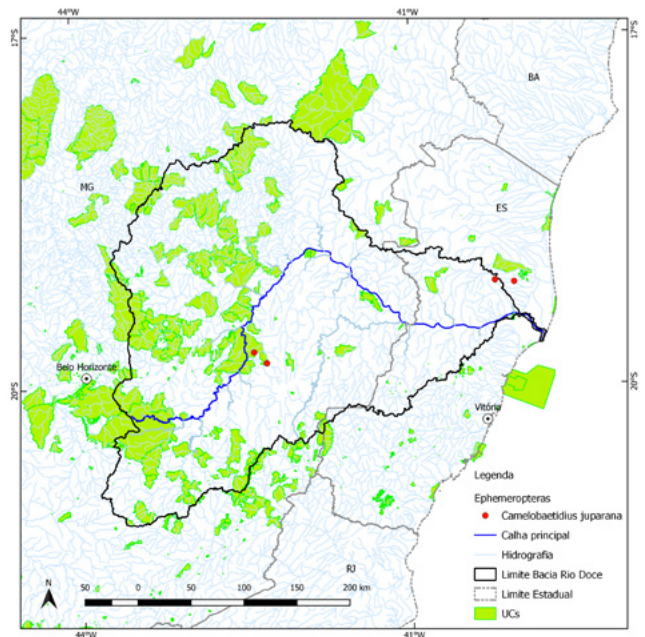 44°W
41°W
17°S
17°S
BA
MG
ES
Belo Horizonte
20°S
20°S
Vitória
Legenda
Ephemeropteras
Camelobaetidius juparana
Calha principal
Hidrografia
Limite Bacia Rio Doce
Limite Estadual
UCs
RJ
N
50 0 50 100 150 200 km
44°W
41°W